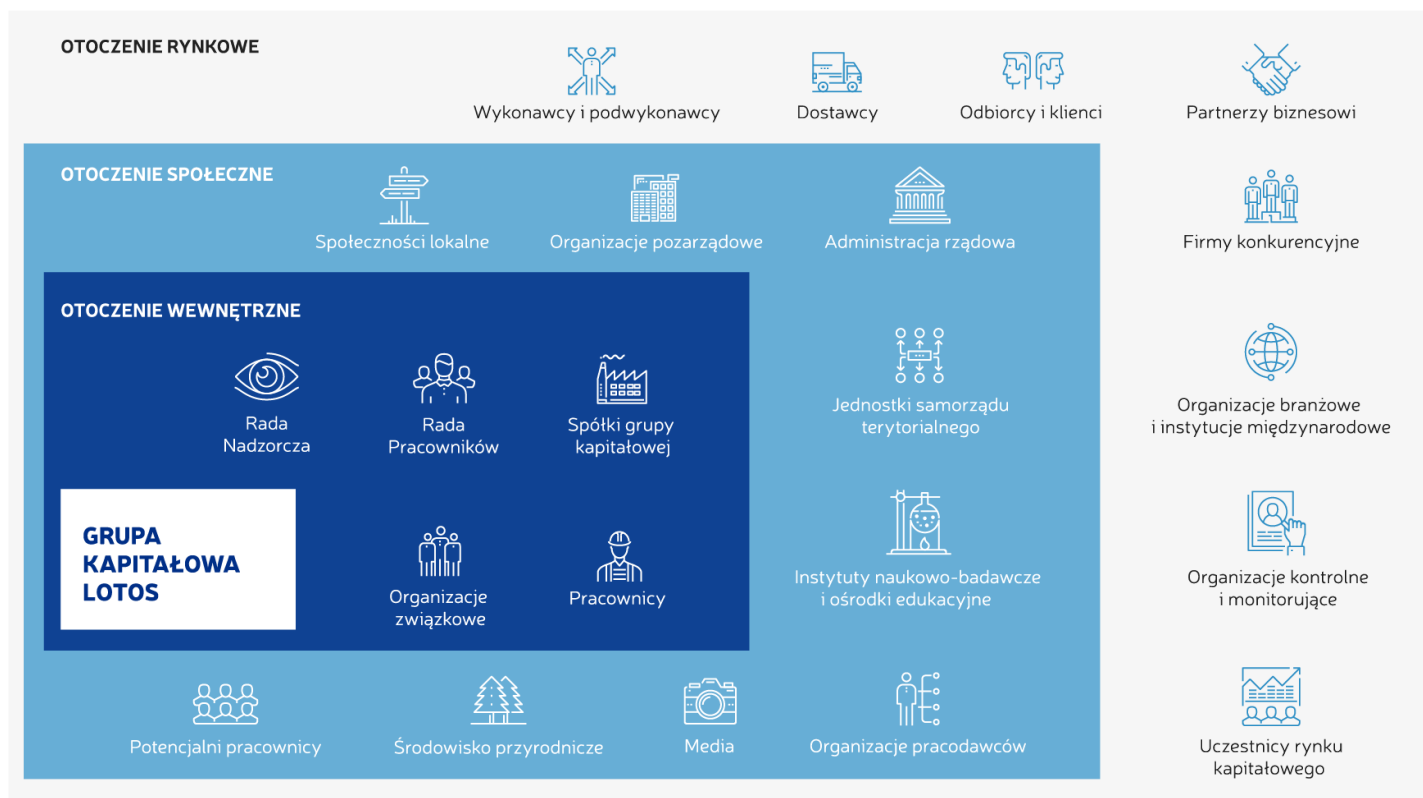 OTOCZENIE RYNKOWE
Wykonawcy i podwykonawcy
Dostawcy
Odbiorcy i klienci
Partnerzy biznesowi
OTOCZENIE SPOŁECZNE
Społeczności lokalne
Organizacje pozarządowe
Administracja rządowa
Firmy konkurencyjne
OTOCZENIE WEWNĘTRZNE
Rada
Nadzorcza
Rada
Pracowników
Spółki grupy
kapitałowej
Jednostki samorządu
terytorialnego
Organizacje branżowe
i instytucje międzynarodowe
GRUPA
KAPITAŁOWA
LOTOS
Organizacje
związkowe
Pracownicy
Instytuty naukowo-badawcze
i ośrodki edukacyjne
Organizacje kontrolne
i monitorujące
Potencjalni pracownicy
Środowisko przyrodnicze
Media
Organizacje pracodawców
Uczestnicy rynku
kapitałowego